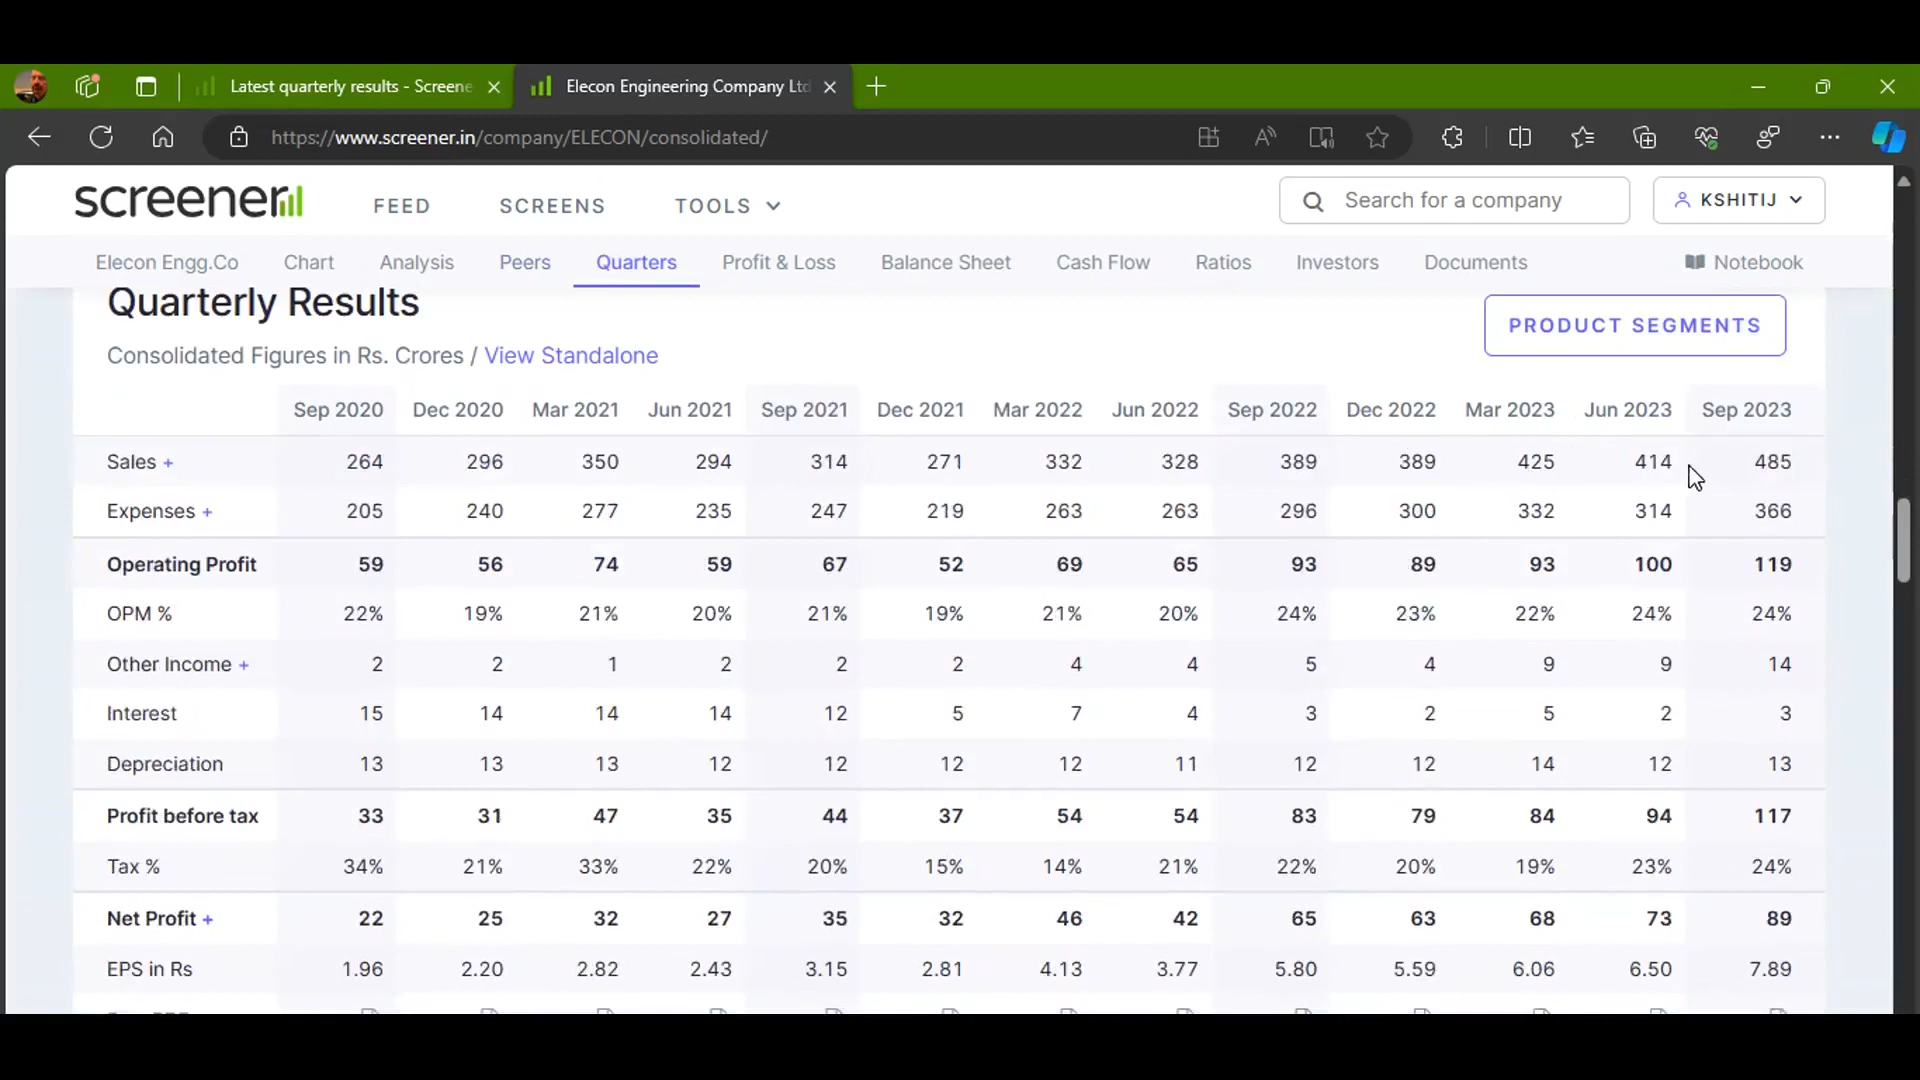 Latest quarterly results - Screene
Elecon Engineering Company Ltd
https://www.screener.in/company/ELECON/consolidated/
screener FEED SCREENS TOOLS Search for a company KSHITIJ
Elecon Engg.Co Chart Analysis Peers Quarters Profit & Loss Balance Sheet Cash Flow Ratios Investors Documents Notebook
Quarterly Results
PRODUCT SEGMENTS
Consolidated Figures in Rs. Crores / View Standalone
Sep 2020 Dec 2020 Mar 2021 Jun 2021 Sep 2021 Dec 2021 Mar 2022 Jun 2022 Sep 2022 Dec 2022 Mar 2023 Jun 2023 Sep 2023
Sales + 264 296 350 294 314 271 332 328 389 389 425 414 485
Expenses + 205 240 277 235 247 219 263 263 296 300 332 314 366
Operating Profit 59 56 74 59 67 52 69 65 93 89 93 100 119
OPM % 22% 19% 21% 20% 21% 19% 21% 20% 24% 23% 22% 24% 24%
Other Income + 2 2 1 2 2 2 4 4 5 4 9 9 14
Interest 15 14 14 14 12 5 7 4 3 2 5 2 3
Depreciation 13 13 13 12 12 12 12 11 12 12 14 12 13
Profit before tax 33 31 47 35 44 37 54 54 83 79 84 94 117
Tax % 34% 21% 33% 22% 20% 15% 14% 21% 22% 20% 19% 23% 24%
Net Profit + 22 25 32 27 35 32 46 42 65 63 68 73 89
EPS in Rs 1.96 2.20 2.82 2.43 3.15 2.81 4.13 3.77 5.80 5.59 6.06 6.50 7.89